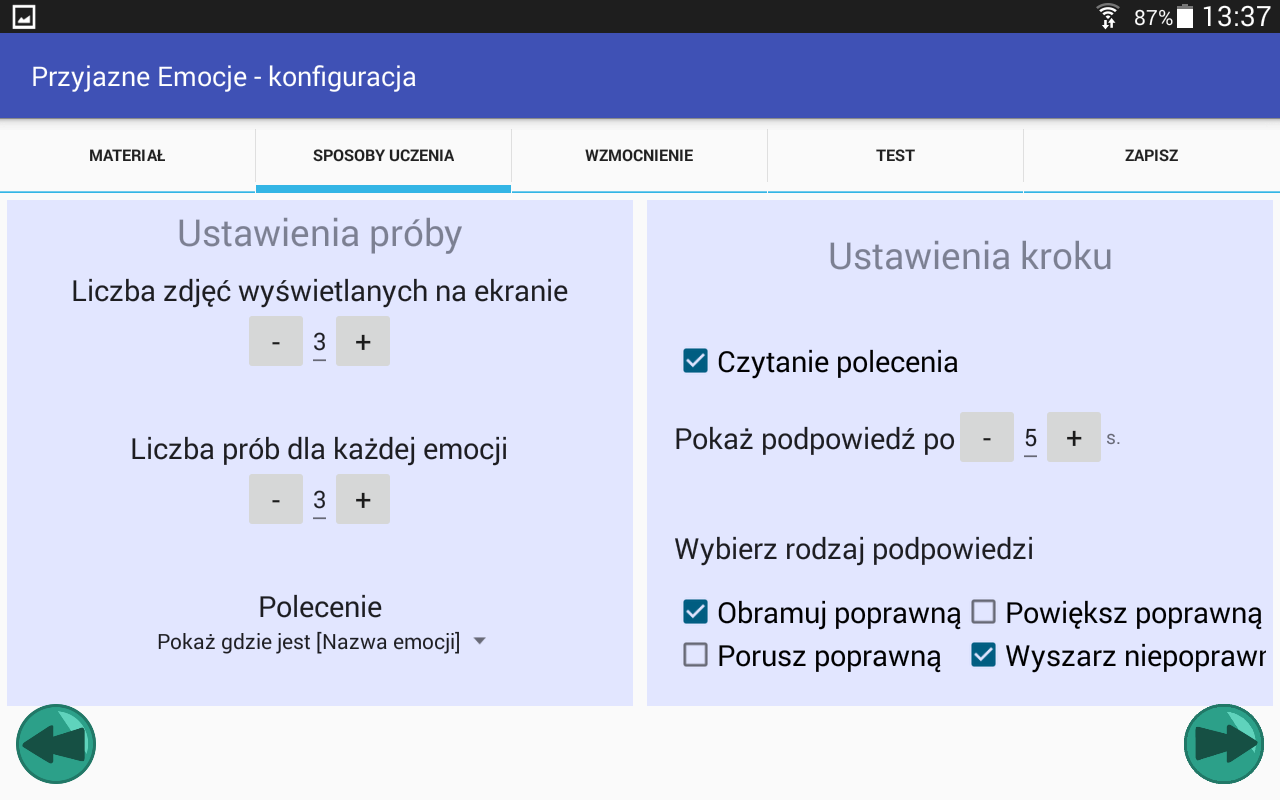 87% 13:37
Przyjazne Emocje - konfiguracja
MATERIAŁ SPOSOBY UCZENIA WZMOCNIENIE TEST ZAPISZ
Ustawienia próby
Liczba zdjęć wyświetlanych na ekranie
- 3 +
Liczba prób dla każdej emocji
- 3 +
Polecenie
Pokaż gdzie jest [Nazwa emocji]
Ustawienia kroku
Czytanie polecenia
Pokaż podpowiedź po - 5 + s.
Wybierz rodzaj podpowiedzi
Obramuj poprawną Powiększ poprawną
Porusz poprawną Wyszarz niepopraw